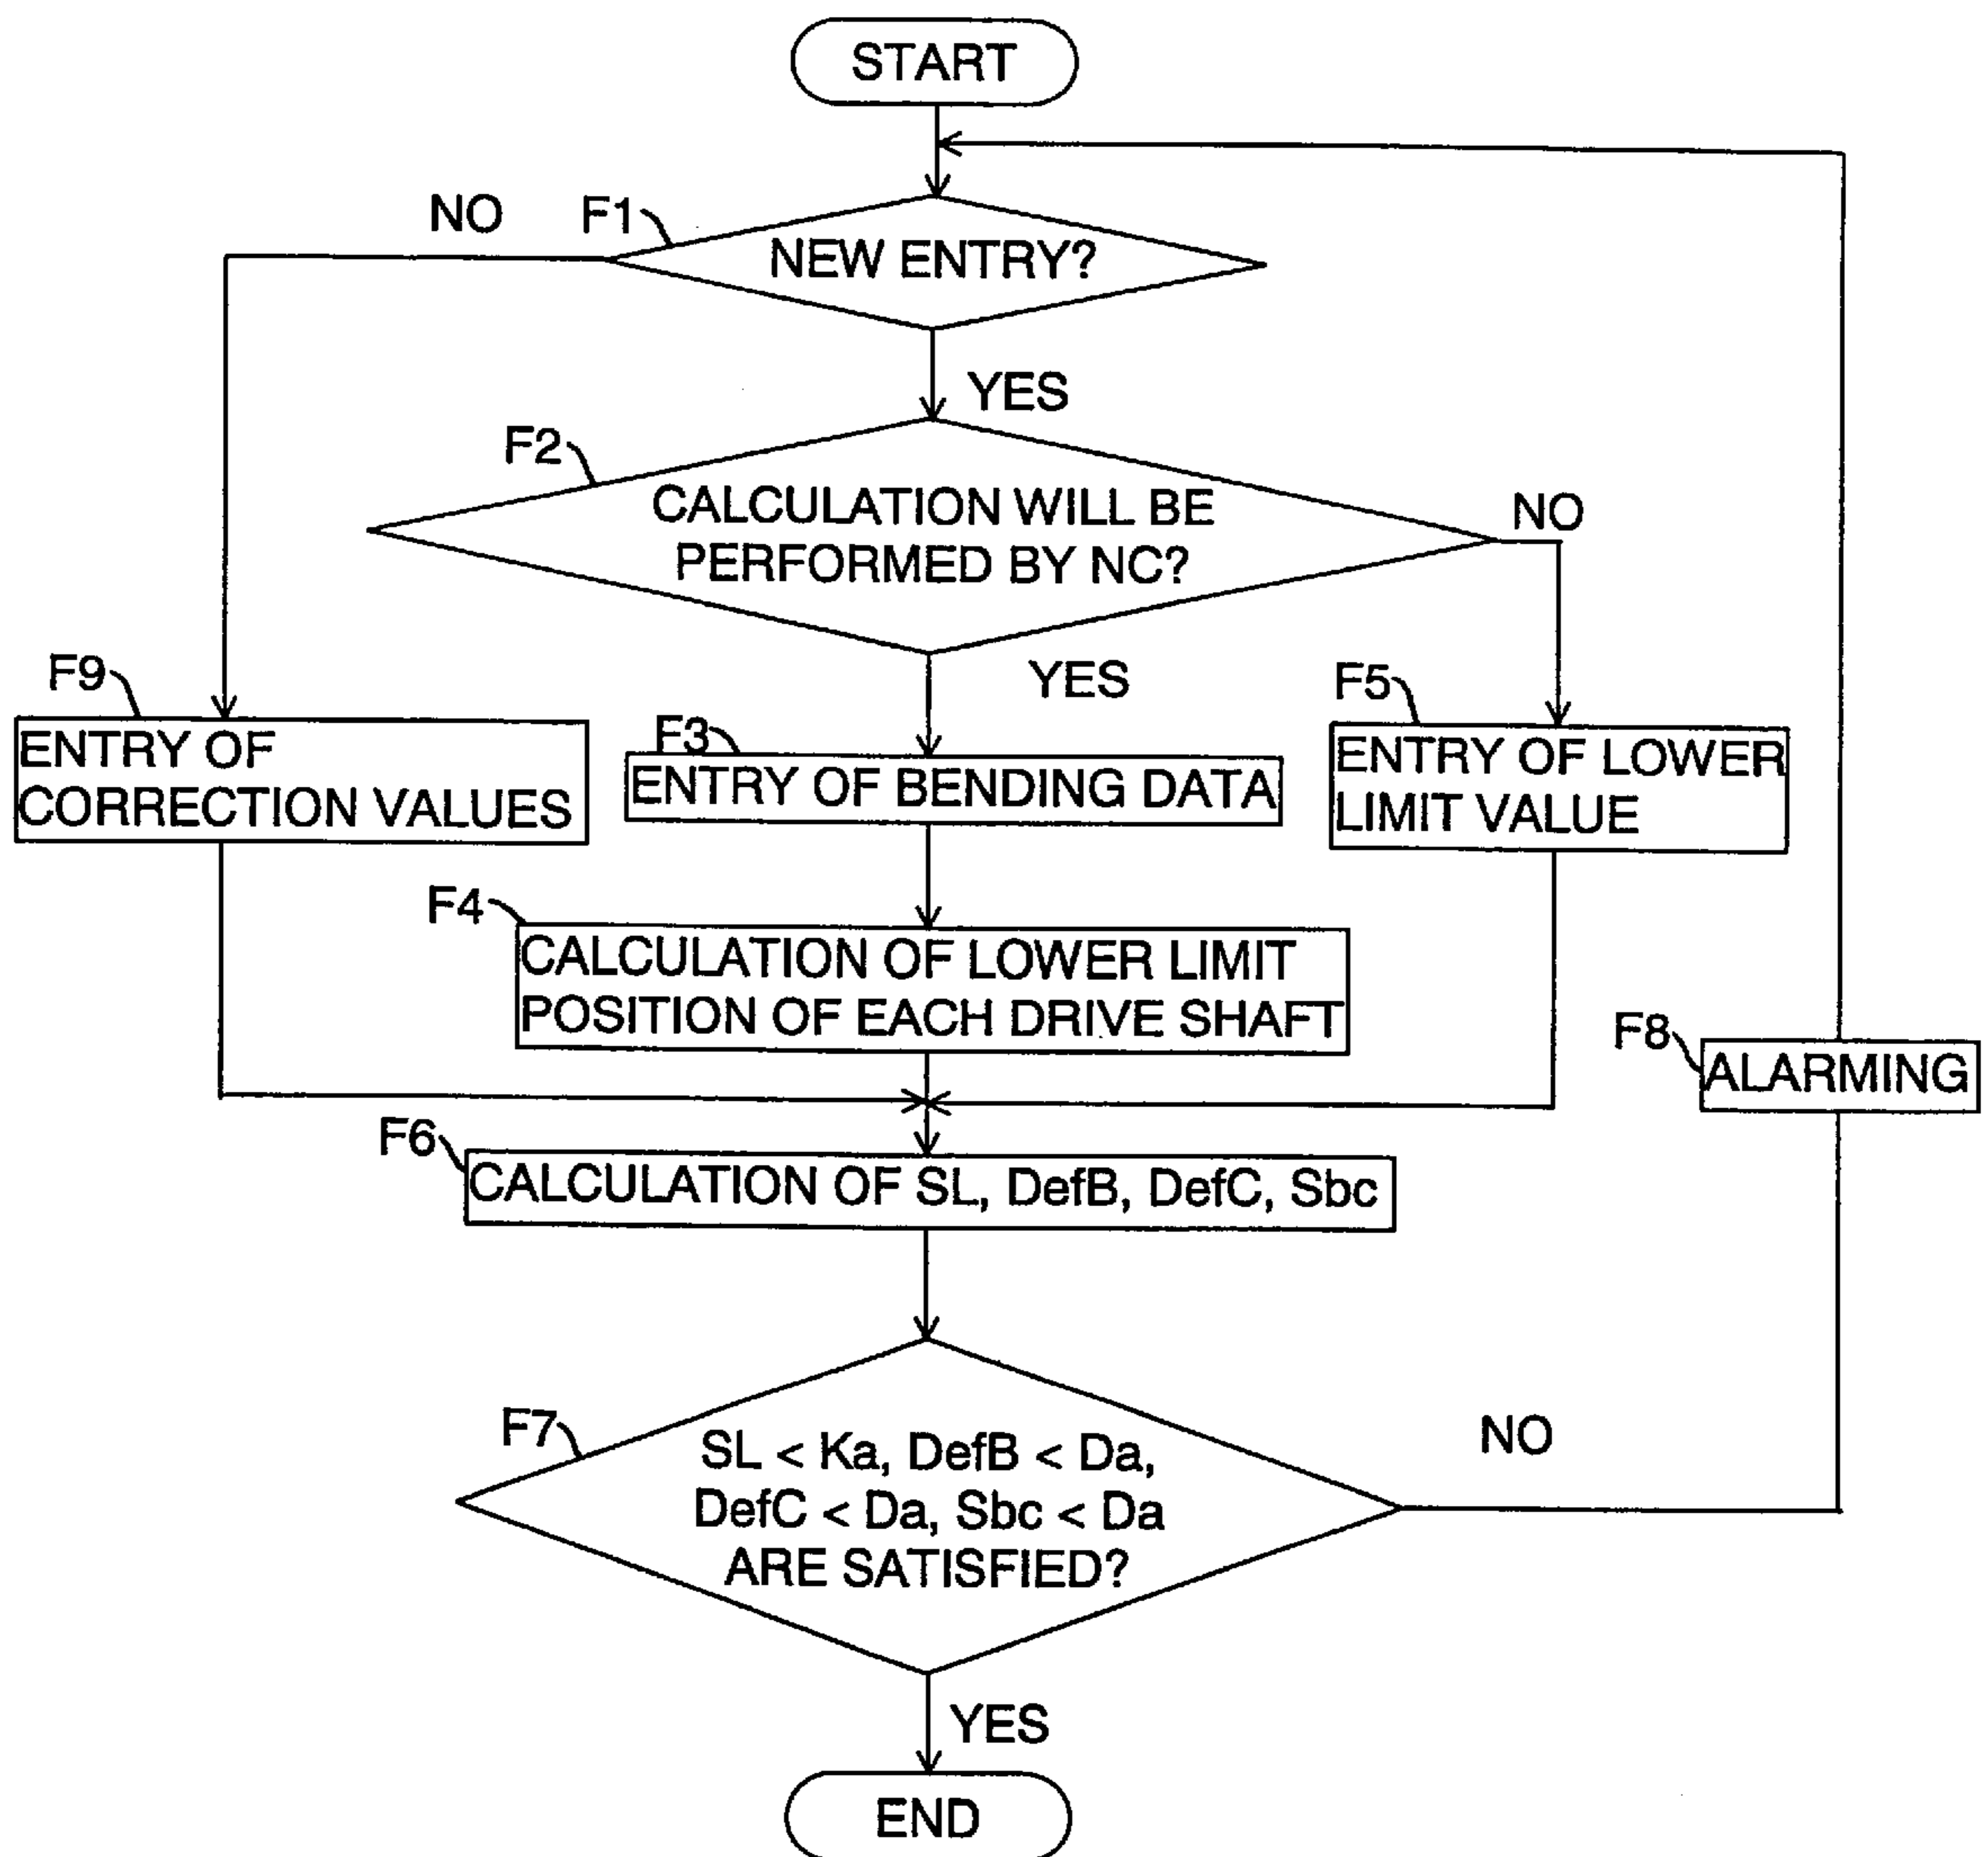 START
NO
F1
NEW ENTRY?
YES
F2
CALCULATION WILL BE
PERFORMED BY NC?
NO
YES
F9
ENTRY OF
CORRECTION VALUES
F3
ENTRY OF BENDING DATA
F5
ENTRY OF LOWER
LIMIT VALUE
F4
CALCULATION OF LOWER LIMIT
POSITION OF EACH DRIVE SHAFT
F8
ALARMING
F6
CALCULATION OF SL, DefB, DefC, Sbc
F7
SL < Ka, DefB < Da,
DefC < Da, Sbc < Da
ARE SATISFIED?
NO
YES
END